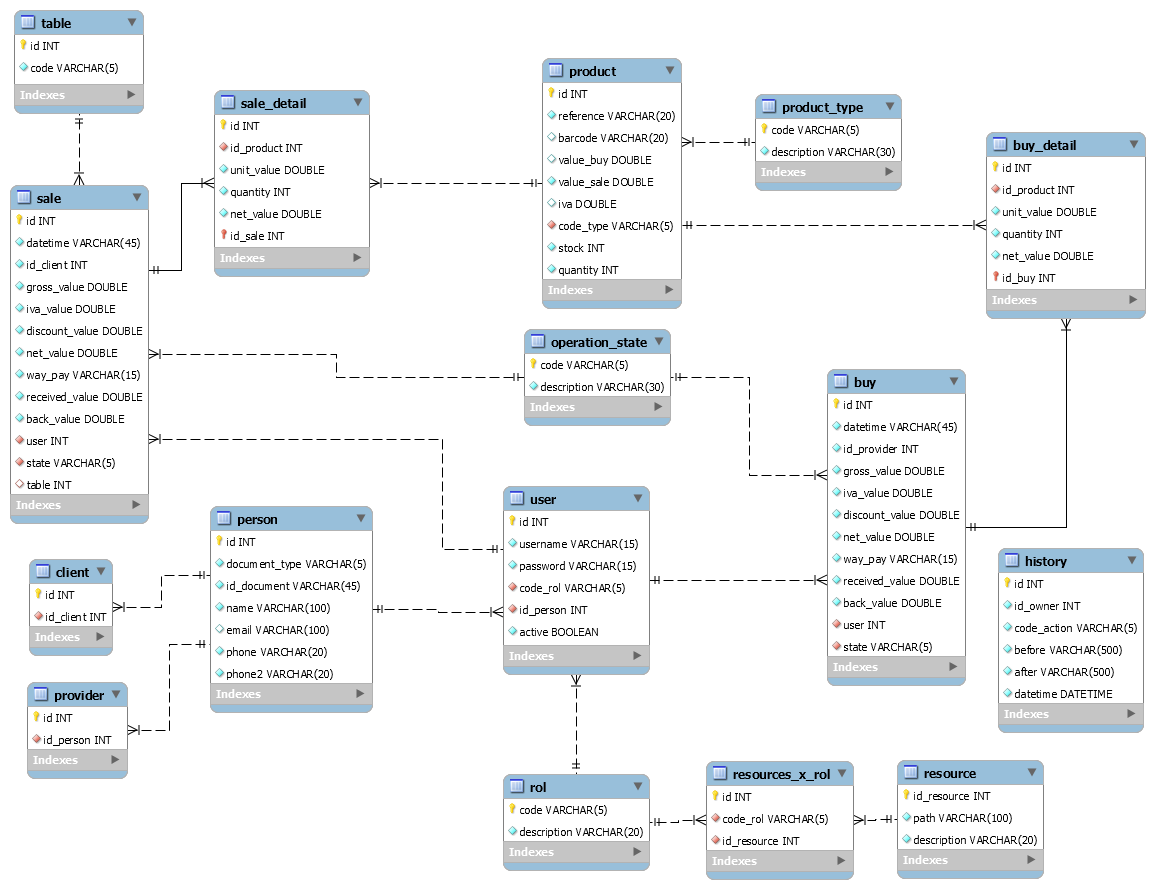 table
id INT
code VARCHAR(5)
Indexes
sale_detail
id INT
id_product INT
unit_value DOUBLE
quantity INT
net_value DOUBLE
id_sale INT
Indexes
product
id INT
reference VARCHAR(20)
barcode VARCHAR(20)
value_buy DOUBLE
value_sale DOUBLE
iva DOUBLE
code_type VARCHAR(5)
stock INT
quantity INT
Indexes
product_type
code VARCHAR(5)
description VARCHAR(30)
Indexes
buy_detail
id INT
id_product INT
unit_value DOUBLE
quantity INT
net_value DOUBLE
id_buy INT
Indexes
sale
id INT
datetime VARCHAR(45)
id_client INT
gross_value DOUBLE
iva_value DOUBLE
discount_value DOUBLE
net_value DOUBLE
way_pay VARCHAR(15)
received_value DOUBLE
back_value DOUBLE
user INT
state VARCHAR(5)
table INT
Indexes
operation_state
code VARCHAR(5)
description VARCHAR(30)
Indexes
buy
id INT
datetime VARCHAR(45)
id_provider INT
gross_value DOUBLE
iva_value DOUBLE
discount_value DOUBLE
net_value DOUBLE
way_pay VARCHAR(15)
received_value DOUBLE
back_value DOUBLE
user INT
state VARCHAR(5)
Indexes
person
id INT
document_type VARCHAR(5)
id_document VARCHAR(45)
name VARCHAR(100)
email VARCHAR(100)
phone VARCHAR(20)
phone2 VARCHAR(20)
Indexes
user
id INT
username VARCHAR(15)
password VARCHAR(15)
code_rol VARCHAR(5)
id_person INT
active BOOLEAN
Indexes
history
id INT
id_owner INT
code_action VARCHAR(5)
before VARCHAR(500)
after VARCHAR(500)
datetime DATETIME
Indexes
client
id INT
id_client INT
Indexes
provider
id INT
id_person INT
Indexes
rol
code VARCHAR(5)
description VARCHAR(20)
Indexes
resources_x_rol
id INT
code_rol VARCHAR(5)
id_resource INT
Indexes
resource
id_resource INT
path VARCHAR(100)
description VARCHAR(20)
Indexes